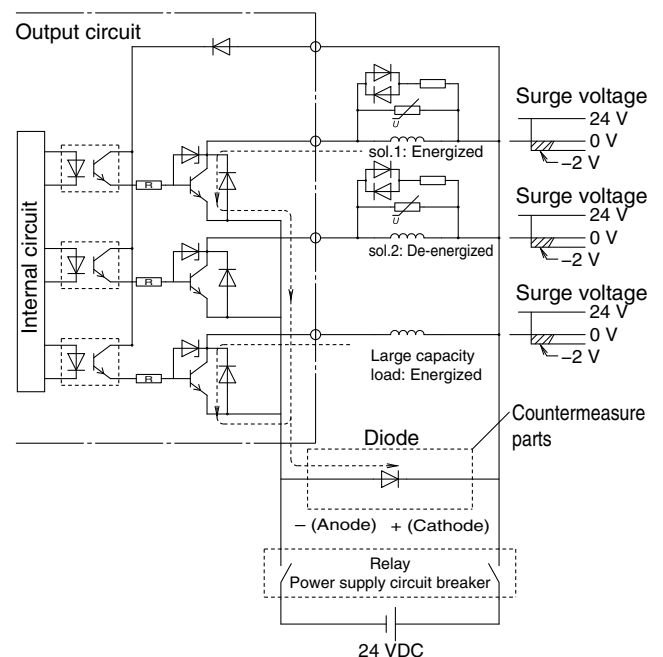 Output circuit
Surge voltage
24 V
0 V
−2 V
U
sol.1: Energized
R
Surge voltage
24 V
0 V
−2 V
U
sol.2: De-energized
R
Internal circuit
Surge voltage
24 V
0 V
−2 V
Large capacity
load: Energized
R
Countermeasure
parts
Diode
− (Anode) + (Cathode)
Relay
Power supply circuit breaker
24 VDC